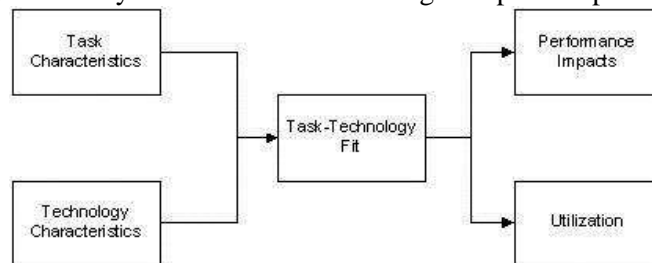 Task
Characteristics
Performance
Impacts
Task-Technology
Fit
Technology
Characteristics
Utilization